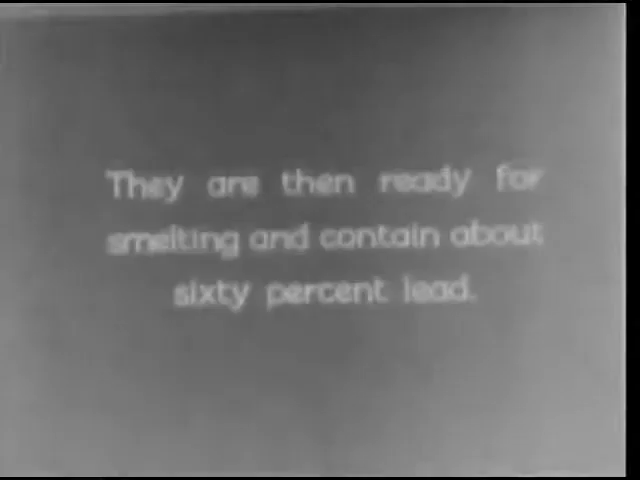 They are then ready for
smelting and contain about
sixty percent lead.